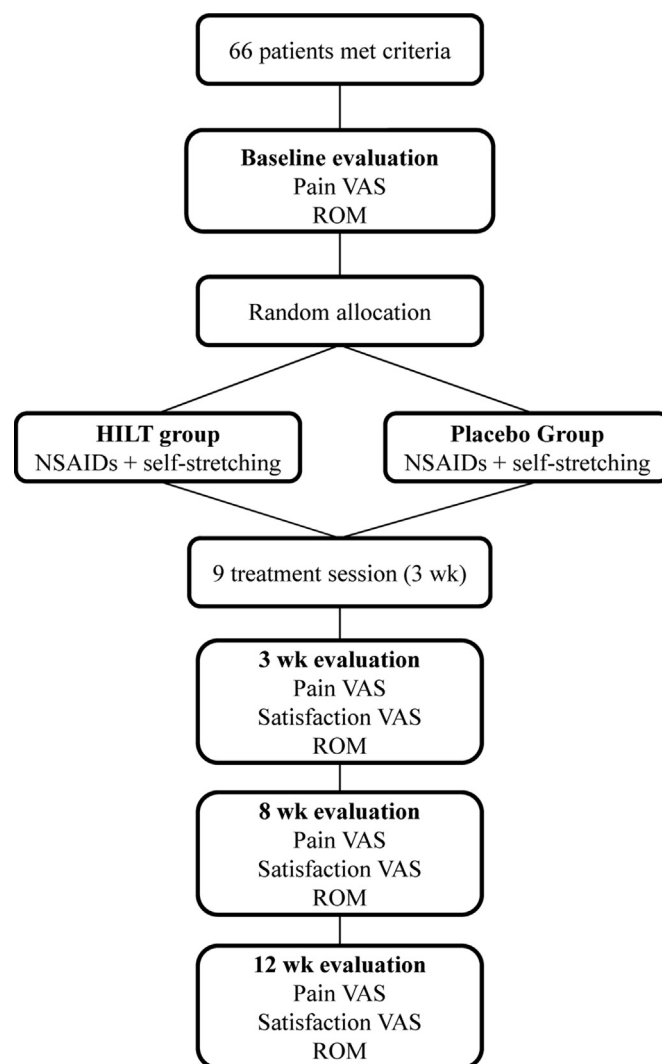 66 patients met criteria
Baseline evaluation
Pain VAS
ROM
Random allocation
HILT group
NSAIDs + self-stretching
Placebo Group
NSAIDs + self-stretching
9 treatment session (3 wk)
3 wk evaluation
Pain VAS
Satisfaction VAS
ROM
8 wk evaluation
Pain VAS
Satisfaction VAS
ROM
12 wk evaluation
Pain VAS
Satisfaction VAS
ROM